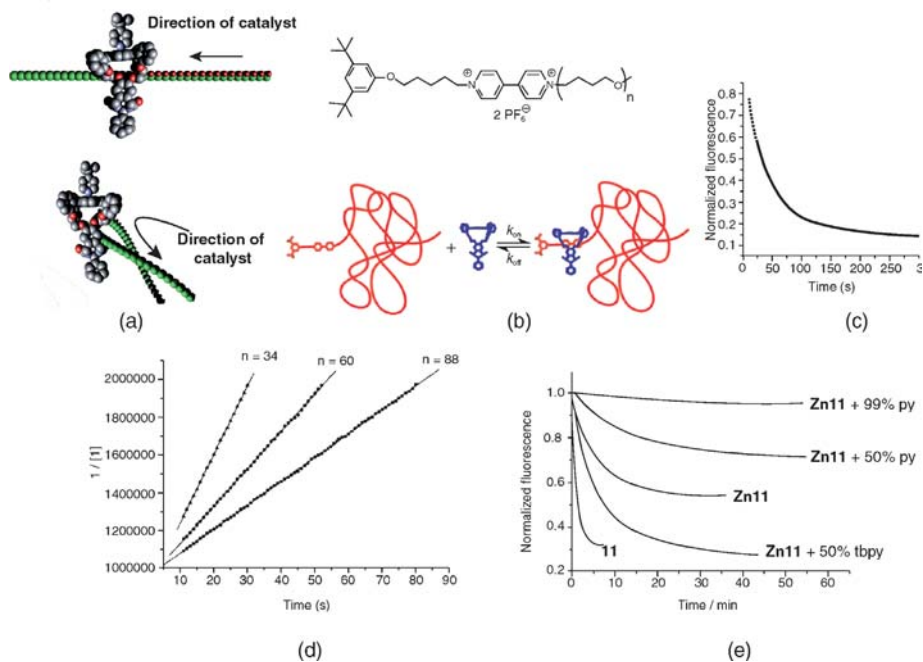 Direction of catalyst
Direction of catalyst
(a)
O
N
⊕
⊕
N
O
n
2 PF6⊖
+
kon
koff
(b)
Normalized fluorescence
0.8
0.7
0.6
0.5
0.4
0.3
0.2
0.1
0 50 100 150 200 250 3
Time (s)
(c)
n = 34
n = 60
n = 88
1 / [1]
2000000
1800000
1600000
1400000
1200000
1000000
10 20 30 40 50 60 70 80 90
Time (s)
(d)
Normalized fluorescence
1.0
0.8
0.6
0.4
0.2
Zn11 + 99% py
Zn11 + 50% py
Zn11
11
Zn11 + 50% tbpy
0 10 20 30 40 50 60
Time / min
(e)